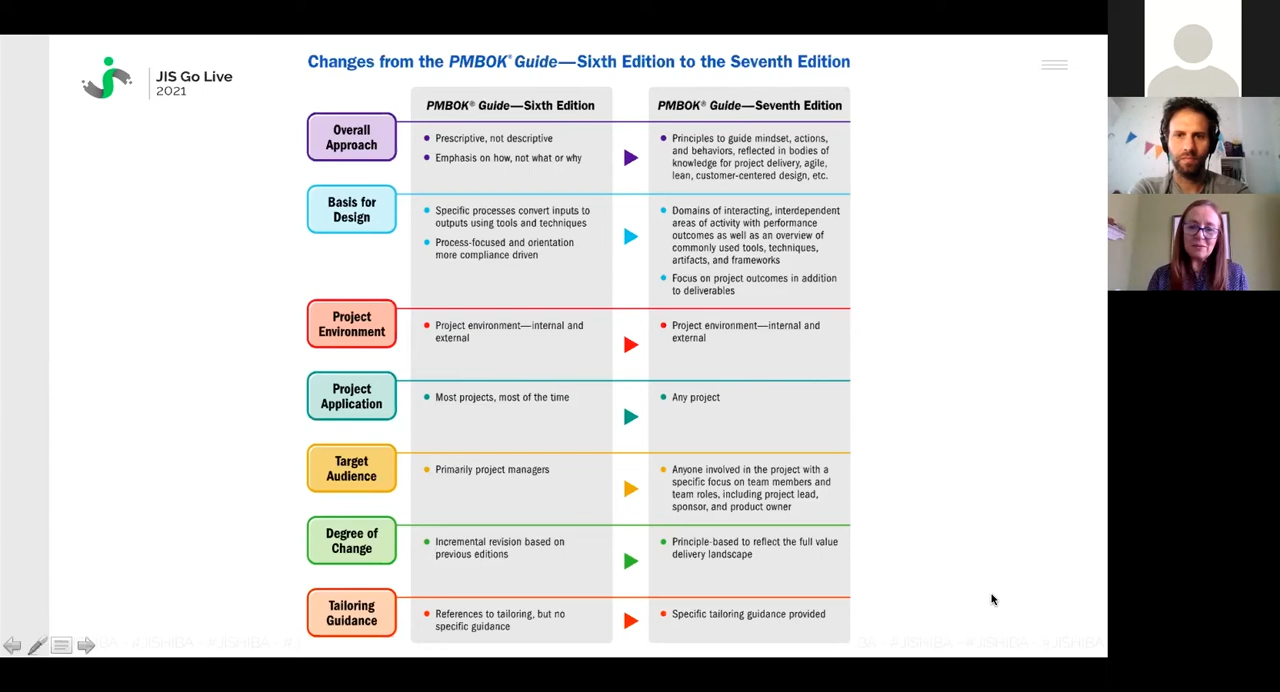 Changes from the PMBOK® Guide—Sixth Edition to the Seventh Edition
JIS Go Live
2021
PMBOK® Guide—Sixth Edition
PMBOK® Guide—Seventh Edition
Overall
Approach
Prescriptive, not descriptive
Emphasis on how, not what or why
Principles to guide mindset, actions,
and behaviors, reflected in bodies of
knowledge for project delivery, agile,
lean, customer-centered design, etc.
Basis for
Design
Specific processes convert inputs to
outputs using tools and techniques
Process-focused and orientation
more compliance driven
Domains of interacting, interdependent
areas of activity with performance
outcomes as well as an overview of
commonly used tools, techniques,
artifacts, and frameworks
Focus on project outcomes in addition
to deliverables
Project
Environment
Project environment—internal and
external
Project environment—internal and
external
Project
Application
Most projects, most of the time
Any project
Target
Audience
Primarily project managers
Anyone involved in the project with a
specific focus on team members and
team roles, including project lead,
sponsor, and product owner
Degree of
Change
Incremental revision based on
previous editions
Principle-based to reflect the full value
delivery landscape
Tailoring
Guidance
References to tailoring, but no
specific guidance
Specific tailoring guidance provided
BA - #JISHIBA - #JISHIBA - #
BA - #JISHIBA - #JISHIBA - #JISHIBA